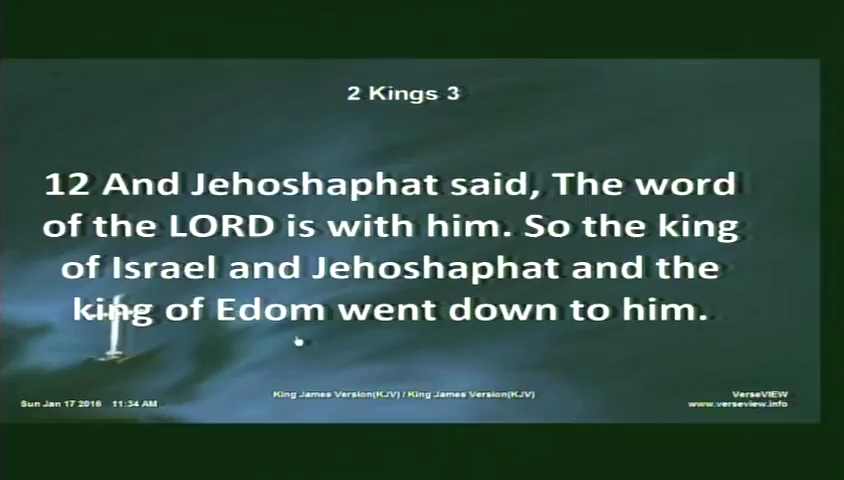 2 Kings 3
12 And Jehoshaphat said, The word
of the LORD is with him. So the king
of Israel and Jehoshaphat and the
king of Edom went down to him.
King James Version(KJV) / King James Version(KJV)
Sun Jan 17 2016 11:34 AM
VerseVIEW
www.verseview.info